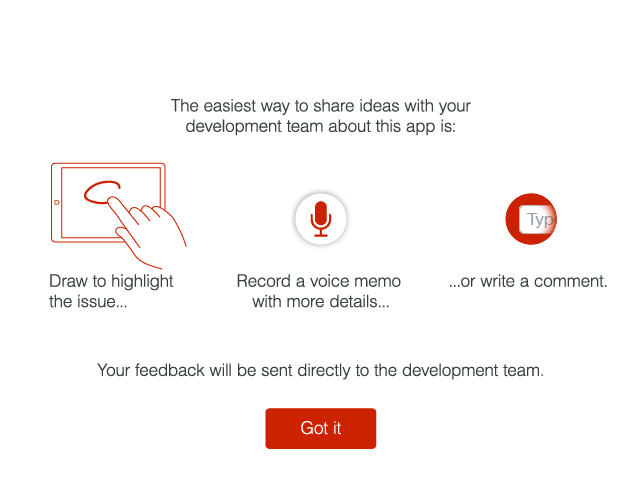 The easiest way to share ideas with your
development team about this app is:
Typ
Draw to highlight
the issue...
Record a voice memo
with more details...
...or write a comment.
Your feedback will be sent directly to the development team.
Got it